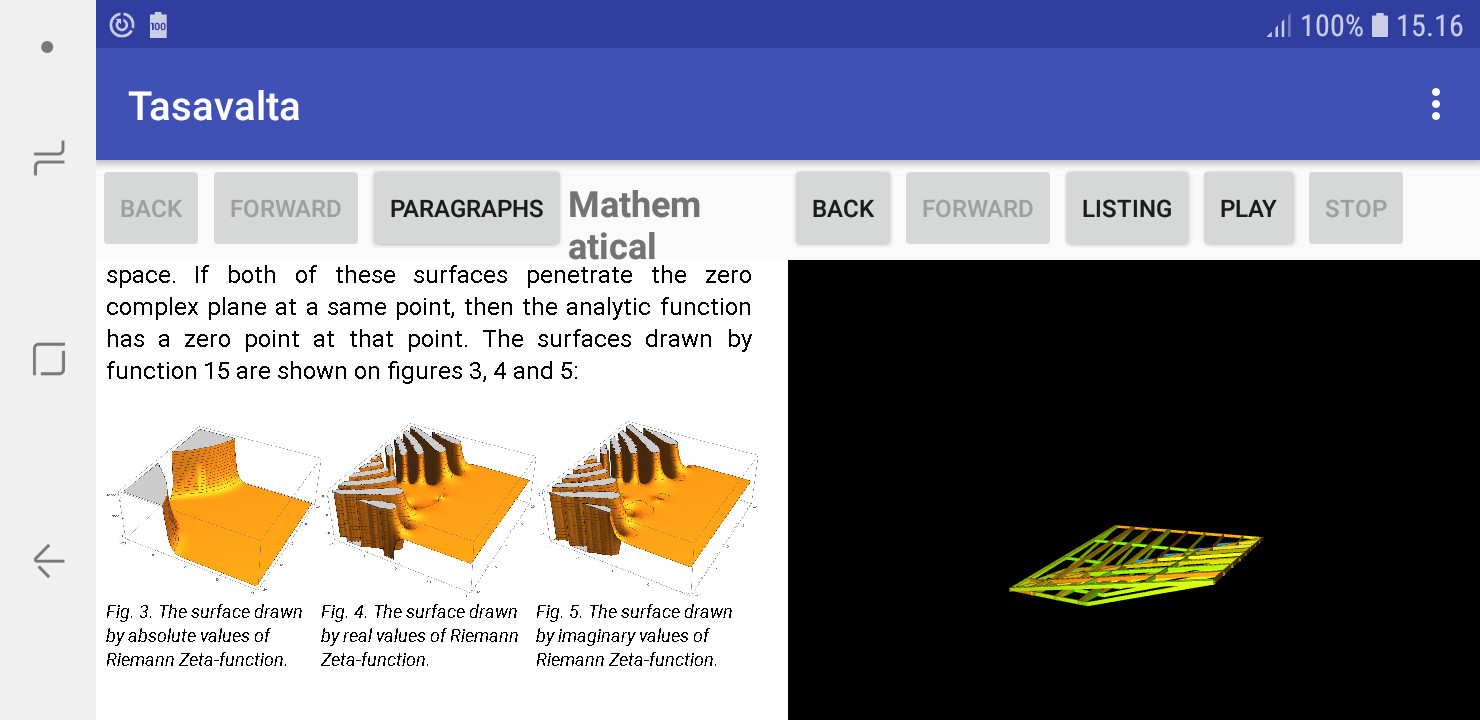 100
100% 15.16
Tasavalta
BACK FORWARD PARAGRAPHS Mathem
atical
BACK FORWARD LISTING PLAY STOP
space. If both of these surfaces penetrate the zero
complex plane at a same point, then the analytic function
has a zero point at that point. The surfaces drawn by
function 15 are shown on figures 3, 4 and 5:
Fig. 3. The surface drawn
by absolute values of
Riemann Zeta-function.
Fig. 4. The surface drawn
by real values of Riemann
Zeta-function.
Fig. 5. The surface drawn
by imaginary values of
Riemann Zeta-function.